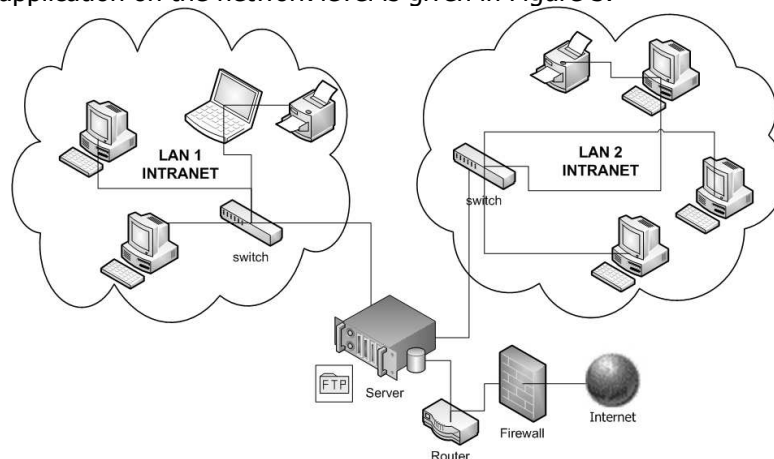 application on the network level is given in Figure 3.
LAN 1
INTRANET
switch
LAN 2
INTRANET
switch
FTP
Server
Router
Firewall
Internet